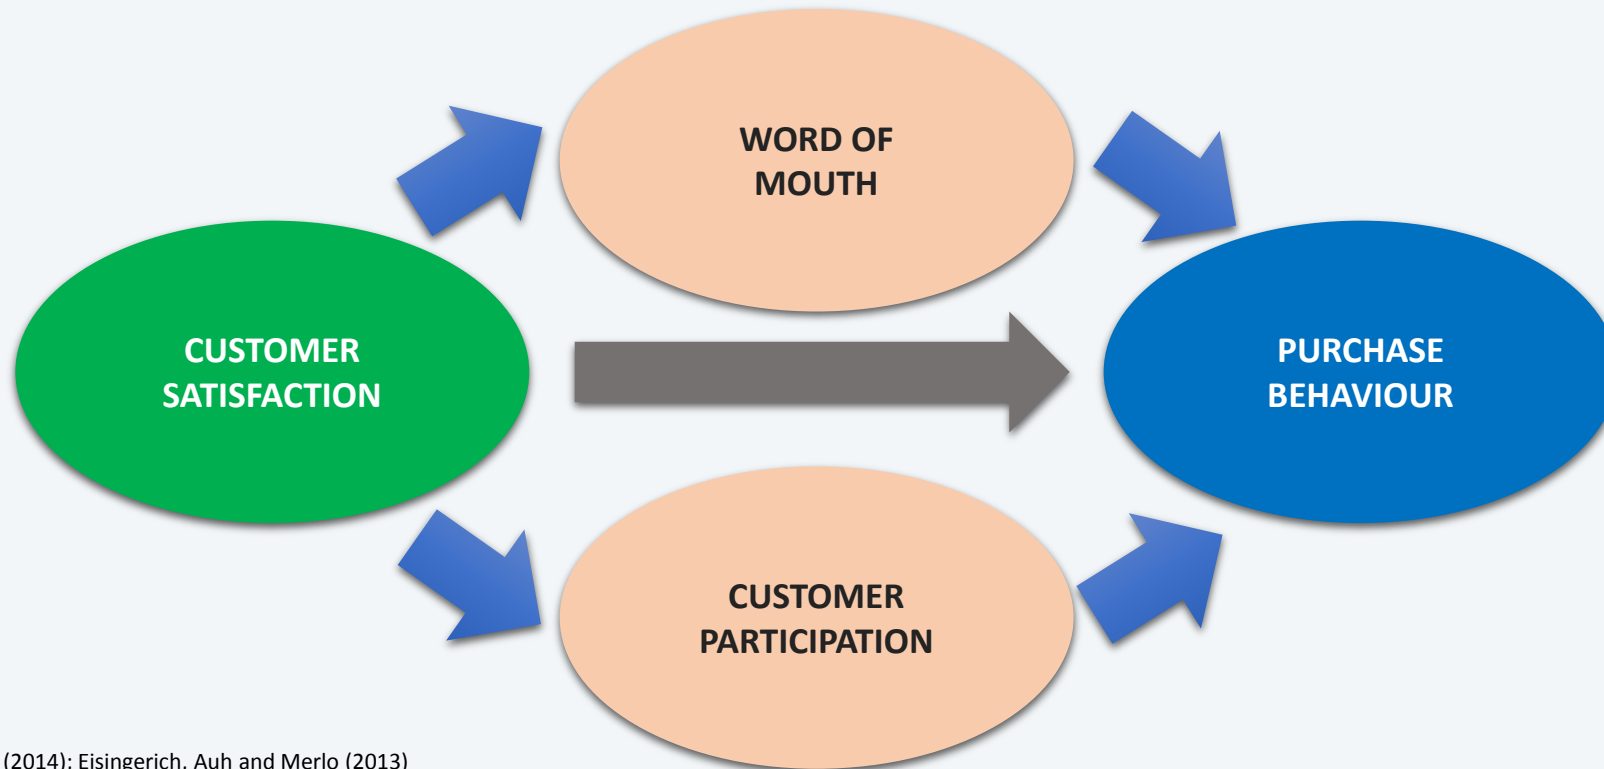 WORD OF
MOUTH
CUSTOMER
SATISFACTION
PURCHASE
BEHAVIOUR
CUSTOMER
PARTICIPATION
(2014); Eisingerich, Auh and Merlo (2013)